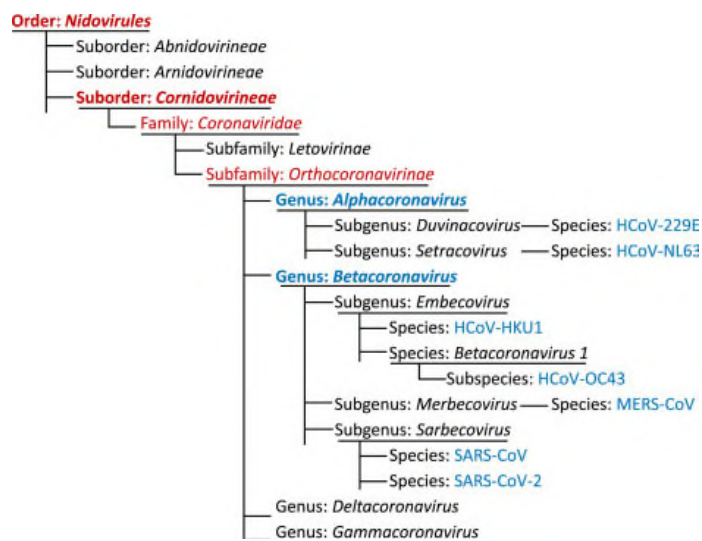 Order: Nidovirules
Suborder: Abnidovirineae
Suborder: Arnidovirineae
Suborder: Cornidovirineae
Family: Coronaviridae
Subfamily: Letovirinae
Subfamily: Orthocoronavirinae
Genus: Alphacoronavirus
Subgenus: Duvinacovirus Species: HCoV-229E
Subgenus: Setracovirus Species: HCoV-NL63
Genus: Betacoronavirus
Subgenus: Embecovirus
Species: HCoV-HKU1
Species: Betacoronavirus 1
Subspecies: HCoV-OC43
Subgenus: Merbecovirus Species: MERS-CoV
Subgenus: Sarbecovirus
Species: SARS-CoV
Species: SARS-CoV-2
Genus: Deltacoronavirus
Genus: Gammacoronavirus